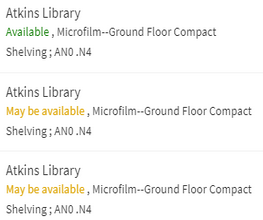 Atkins Library
Available , Microfilm--Ground Floor Compact
Shelving ; AN0 .N4
Atkins Library
May be available , Microfilm--Ground Floor Compact
Shelving ; AN0 .N4
Atkins Library
May be available , Microfilm--Ground Floor Compact
Shelving ; AN0 .N4